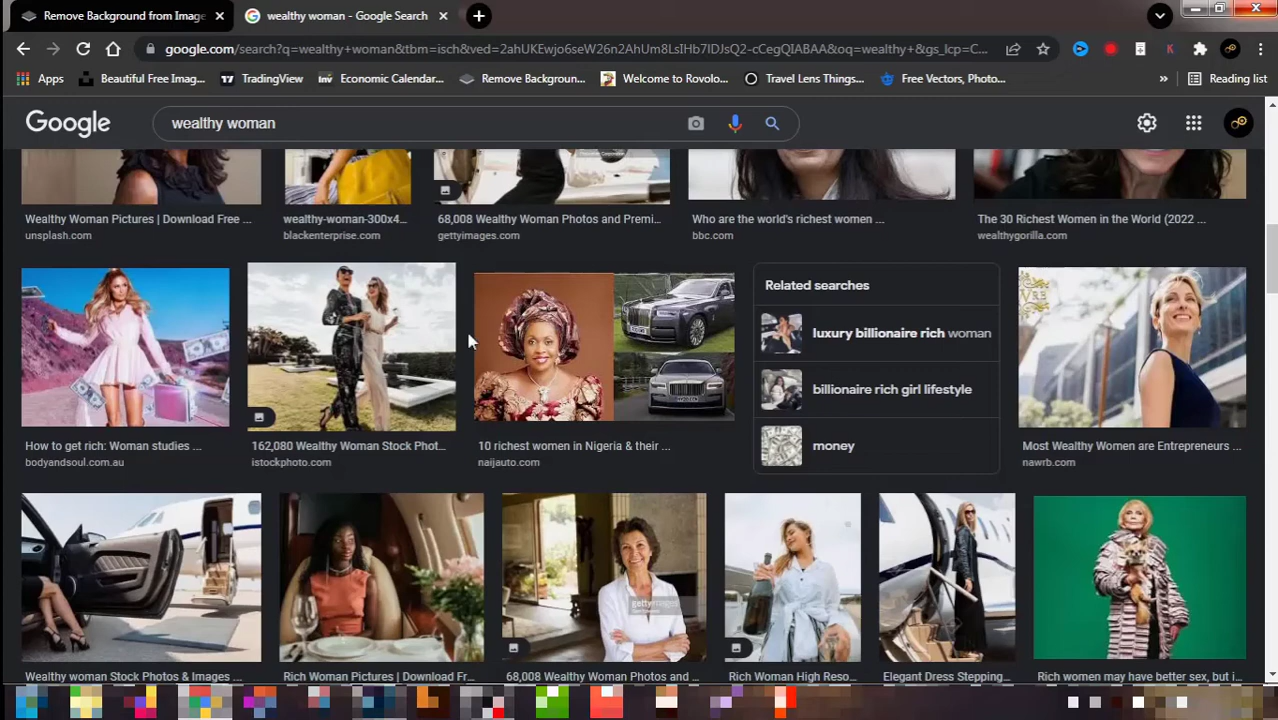 Remove Background from Image
wealthy woman - Google Search
google.com/search?q=wealthy+woman&tbm=isch&ved=2ahUKEwjo6seW26n2AhUm8LsIHb7IDJsQ2-cCegQIABAA&oq=wealthy+&gs_lcp=C...
Apps
Beautiful Free Imag...
TradingView
Inv
Economic Calendar...
Remove Backgroun...
Welcome to Rovolo...
Travel Lens Things...
Free Vectors, Photo...
»
Reading list
Google
wealthy woman
Wealthy Woman Pictures | Download Free ...
unsplash.com
wealthy-woman-300x4...
blackenterprise.com
68,008 Wealthy Woman Photos and Premi...
gettyimages.com
Who are the world's richest women ...
bbc.com
The 30 Richest Women in the World (2022 ...
wealthygorilla.com
How to get rich: Woman studies ...
bodyandsoul.com.au
162,080 Wealthy Woman Stock Phot...
istockphoto.com
10 richest women in Nigeria & their ...
naijauto.com
Related searches
luxury billionaire rich woman
billionaire rich girl lifestyle
money
Most Wealthy Women are Entrepreneurs ...
nawrb.com
gettyimages
wealthy Woman Stock Photos & Images ...
Rich Woman Pictures | Download Fr...
68,008 Wealthy Woman Photos and ...
Rich Woman High Reso...
Elegant Dress Stepping...
Rich women may have better sex, but i...